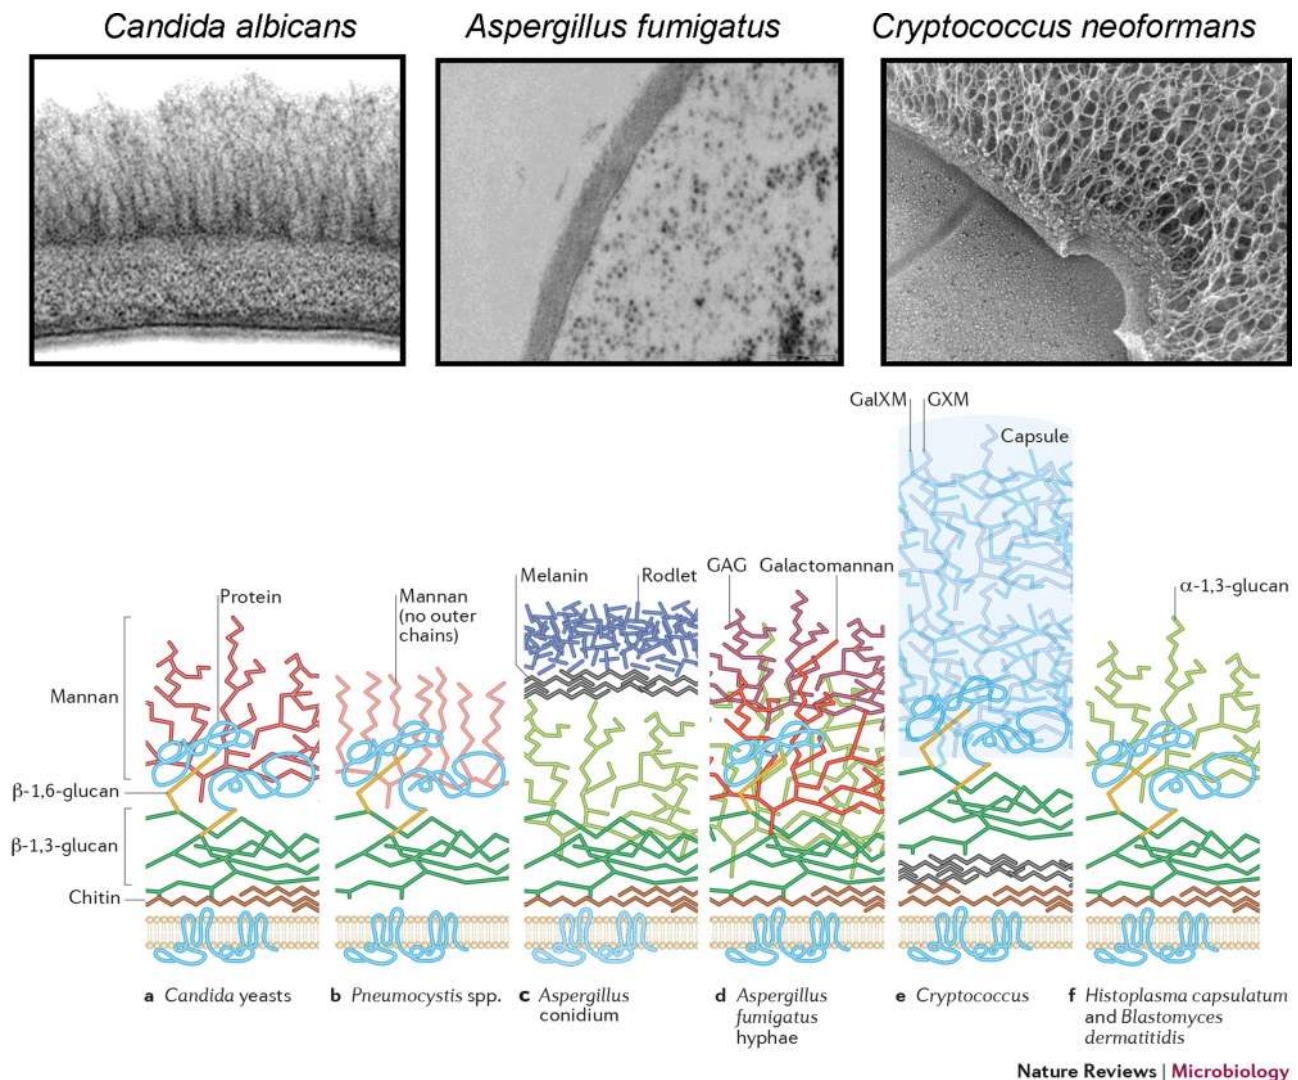 Candida albicans
Aspergillus fumigatus
Cryptococcus neoformans
GalXM
GXM
Capsule
Melanin
Rodlet
GAG
Galactomannan
α-1,3-glucan
Protein
Mannan
(no outer
chains)
Mannan
β-1,6-glucan
β-1,3-glucan
Chitin
a Candida yeasts
b Pneumocystis spp.
c Aspergillus
conidium
d Aspergillus
fumigatus
hyphae
e Cryptococcus
f Histoplasma capsulatum
and Blastomyces
dermatitidis
Nature Reviews | Microbiology